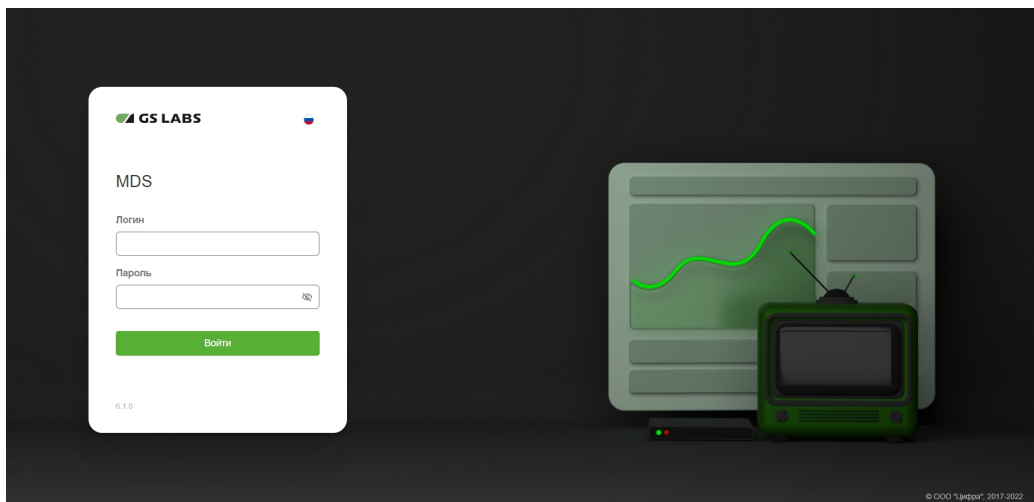 GS LABS
MDS
Логин
Пароль
Войти
6.1.0
© ООО "Цифра", 2017-2022